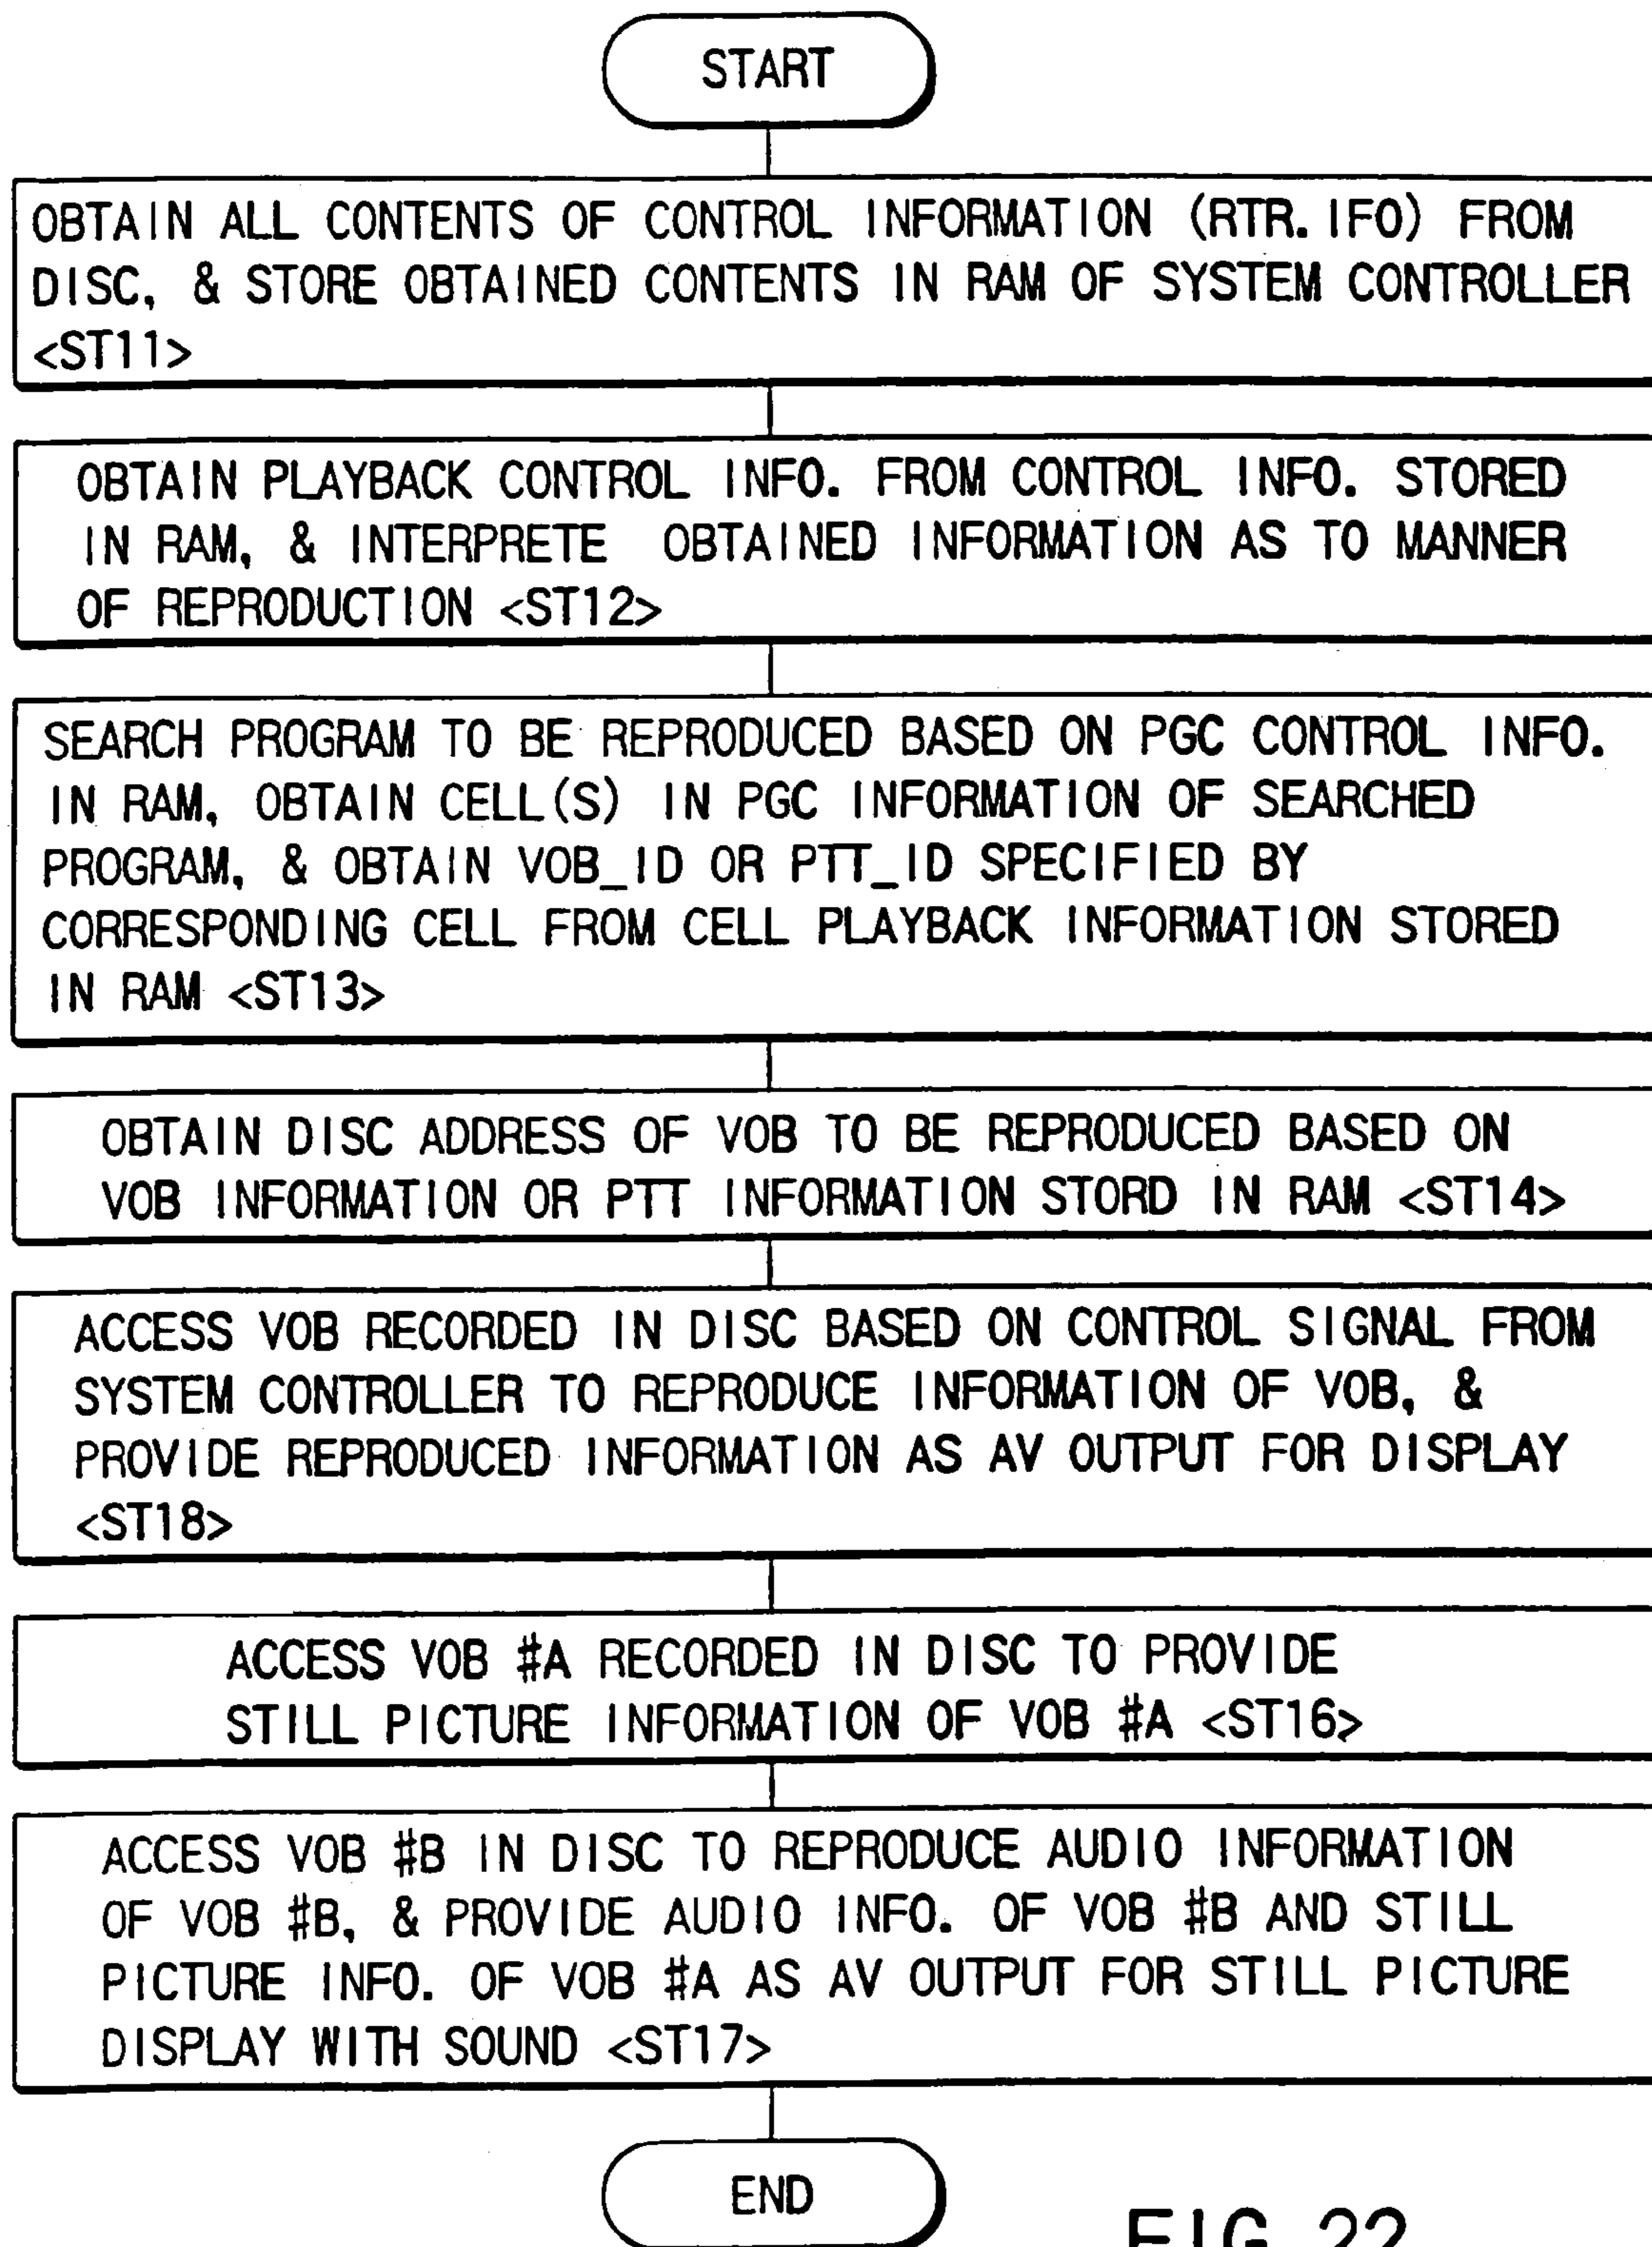 START
OBTAIN ALL CONTENTS OF CONTROL INFORMATION (RTR.IFO) FROM
DISC, & STORE OBTAINED CONTENTS IN RAM OF SYSTEM CONTROLLER
<ST11>
OBTAIN PLAYBACK CONTROL INFO. FROM CONTROL INFO. STORED
IN RAM, & INTERPRETE OBTAINED INFORMATION AS TO MANNER
OF REPRODUCTION <ST12>
SEARCH PROGRAM TO BE REPRODUCED BASED ON PGC CONTROL INFO.
IN RAM, OBTAIN CELL(S) IN PGC INFORMATION OF SEARCHED
PROGRAM, & OBTAIN VOB_ID OR PTT_ID SPECIFIED BY
CORRESPONDING CELL FROM CELL PLAYBACK INFORMATION STORED
IN RAM <ST13>
OBTAIN DISC ADDRESS OF VOB TO BE REPRODUCED BASED ON
VOB INFORMATION OR PTT INFORMATION STORD IN RAM <ST14>
ACCESS VOB RECORDED IN DISC BASED ON CONTROL SIGNAL FROM
SYSTEM CONTROLLER TO REPRODUCE INFORMATION OF VOB, &
PROVIDE REPRODUCED INFORMATION AS AV OUTPUT FOR DISPLAY
<ST18>
ACCESS VOB #A RECORDED IN DISC TO PROVIDE
STILL PICTURE INFORMATION OF VOB #A <ST16>
ACCESS VOB #B IN DISC TO REPRODUCE AUDIO INFORMATION
OF VOB #B, & PROVIDE AUDIO INFO. OF VOB #B AND STILL
PICTURE INFO. OF VOB #A AS AV OUTPUT FOR STILL PICTURE
DISPLAY WITH SOUND <ST17>
END
FIG. 22